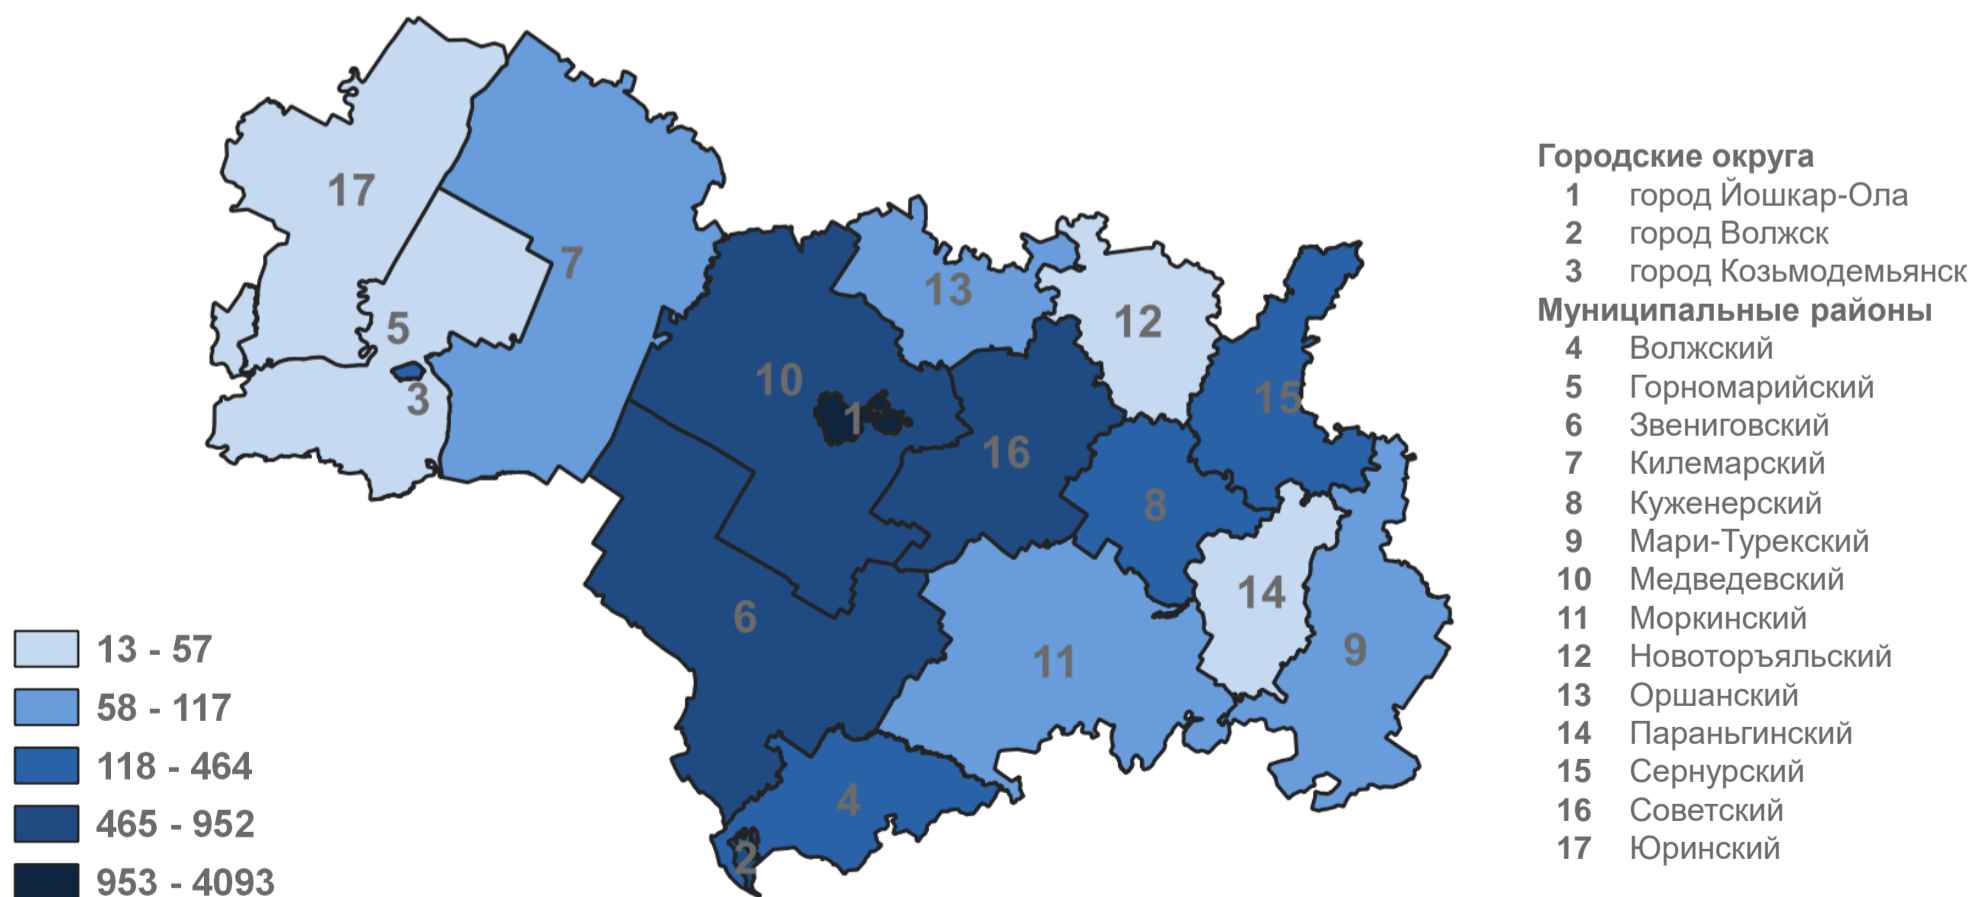 17
7
5
3
10
1
13
12
16
15
8
14
6
11
9
4
2
13 - 57
58 - 117
118 - 464
465 - 952
953 - 4093
Городские округа
1 город Йошкар-Ола
2 город Волжск
3 город Козьмодемьянск
Муниципальные районы
4 Волжский
5 Горномарийский
6 Звениговский
7 Килемарский
8 Куженерский
9 Мари-Турекский
10 Медведевский
11 Моркинский
12 Новоторъяльский
13 Оршанский
14 Параньгинский
15 Сернурский
16 Советский
17 Юринский